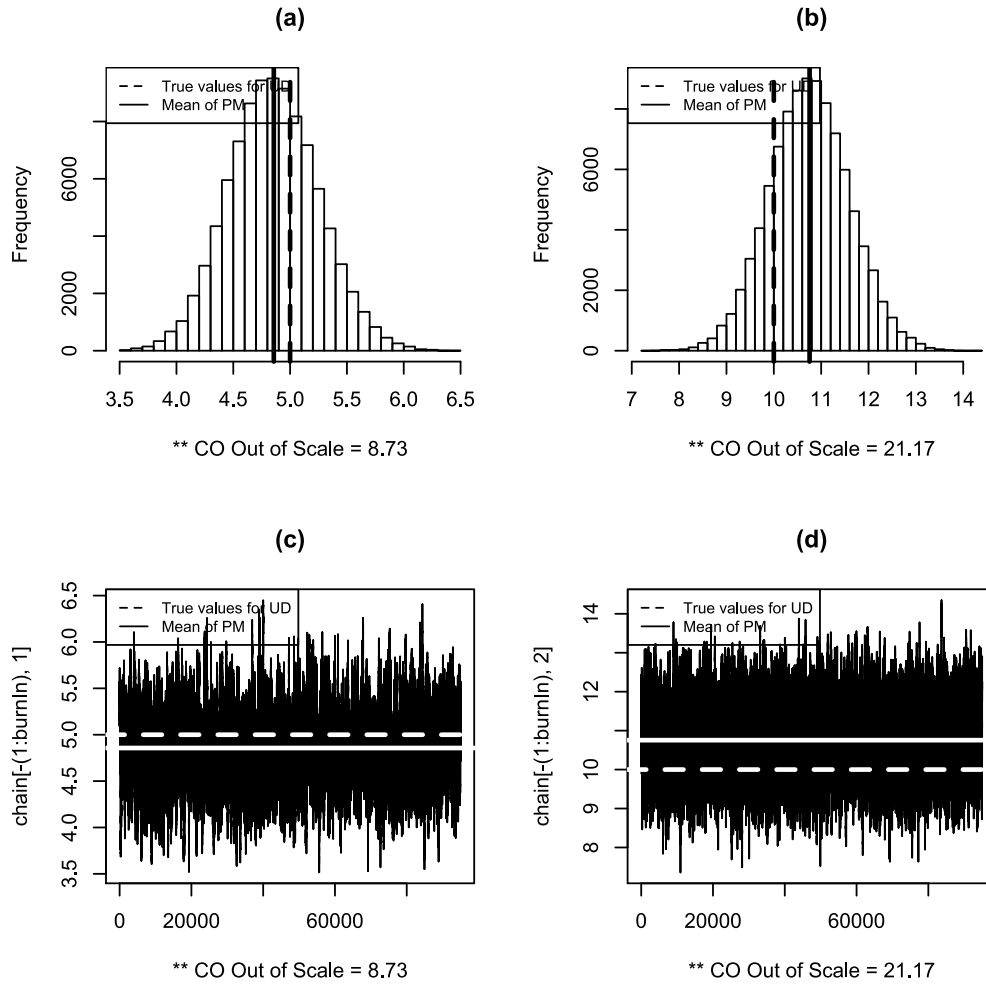 (a)
True values for UD
Mean of PM
Frequency
0 2000 6000
3.5 4.0 4.5 5.0 5.5 6.0 6.5
** CO Out of Scale = 8.73
(b)
True values for UD
Mean of PM
Frequency
0 2000 6000
7 8 9 10 11 12 13 14
** CO Out of Scale = 21.17
(c)
True values for UD
Mean of PM
chain[-(1:burnIn), 1]
3.5 4.0 4.5 5.0 5.5 6.0 6.5
0 20000 60000
** CO Out of Scale = 8.73
(d)
True values for UD
Mean of PM
chain[-(1:burnIn), 2]
8 9 10 12 14
0 20000 60000
** CO Out of Scale = 21.17